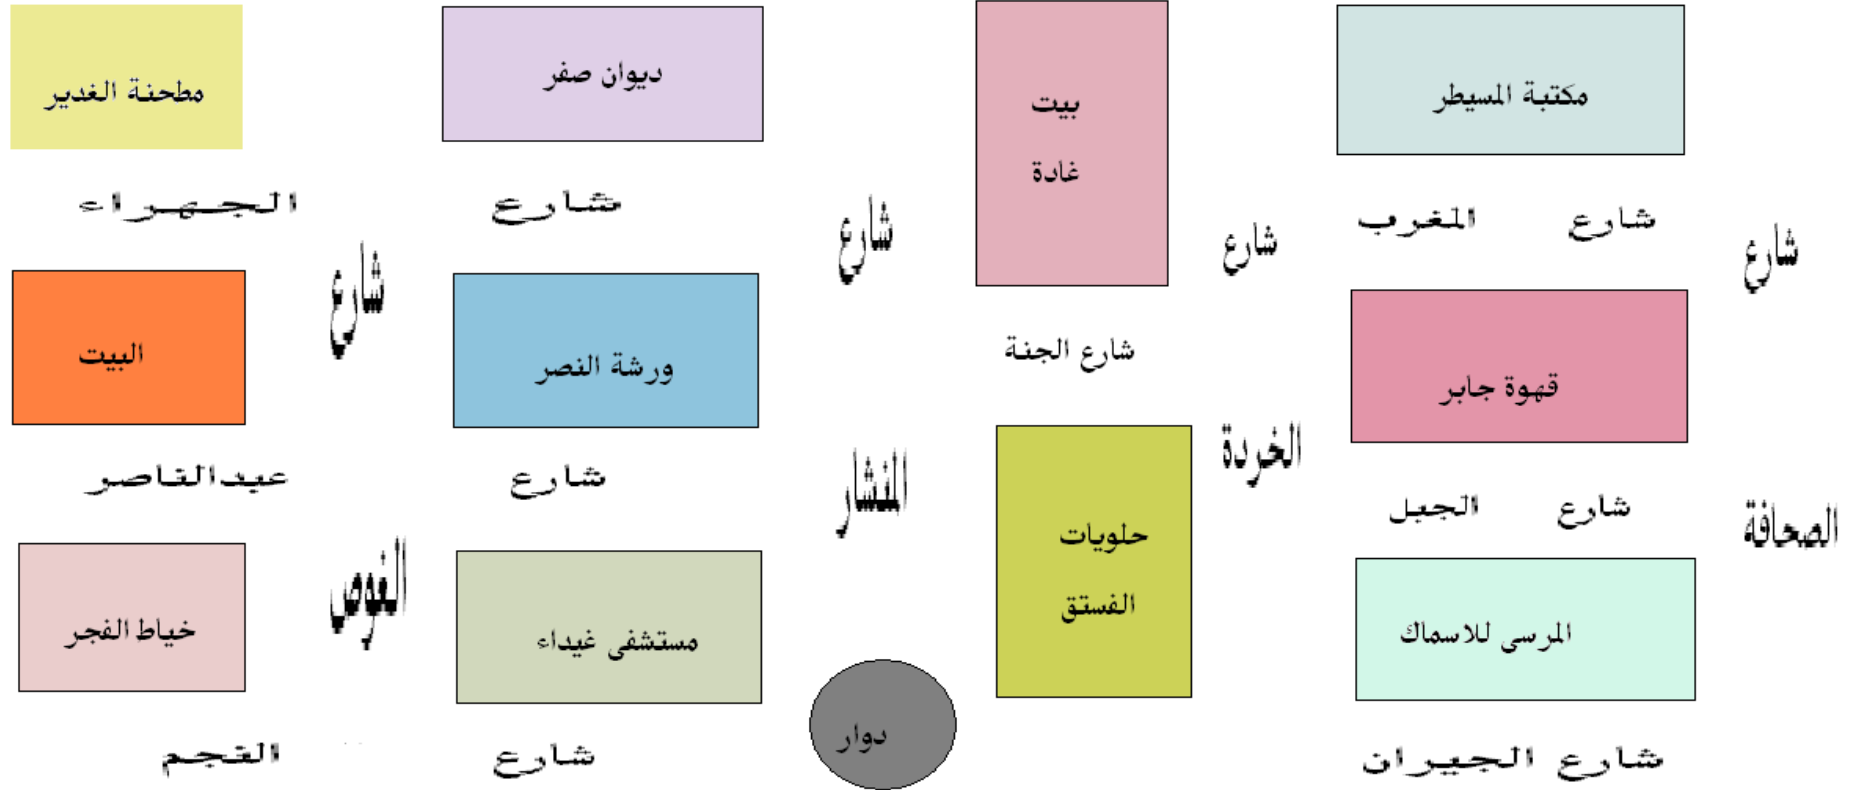 مكتبة المسيطر
بيت
غادة
ديوان صفر
مطحنة الغدير
شارع
شارع المغرب
شارع
شارع
شارع الجهراء
شارع
قهوة جابر
شارع الجنة
ورشة النصر
البيت
الصحافة
شارع الجبل
الخردة
المنشار
شارع عبدالناصر
الغوص
المرسى للاسماك
حلويات
الفستق
مستشفى غيداء
خياط الفجر
شارع الجيران
دوار
شارع النجم